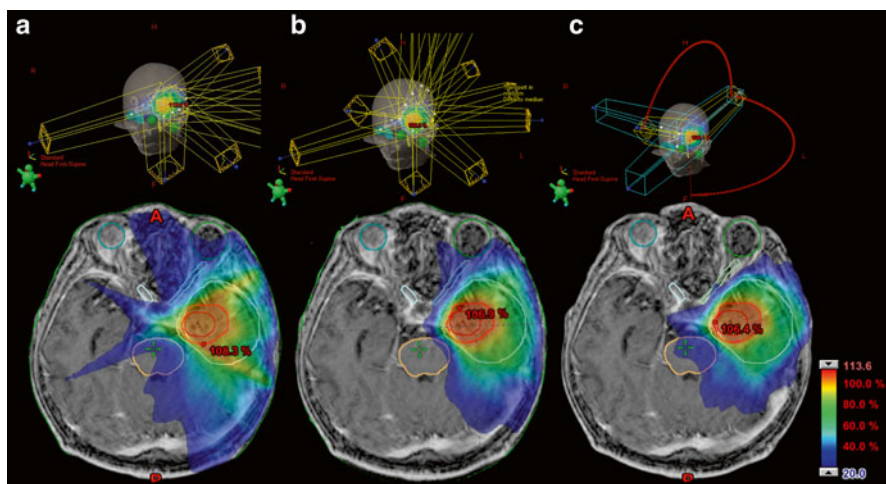 a
b
c
H
R
Standard
Head First-Supine
F
R
L
Standard
Head First-Supine
F
H
R
L
Standard
Head First-Supine
A
108.3 %
P
106.8 %
A
106.4 %
P
113.6
100.0 %
80.0 %
60.0 %
40.0 %
20.0